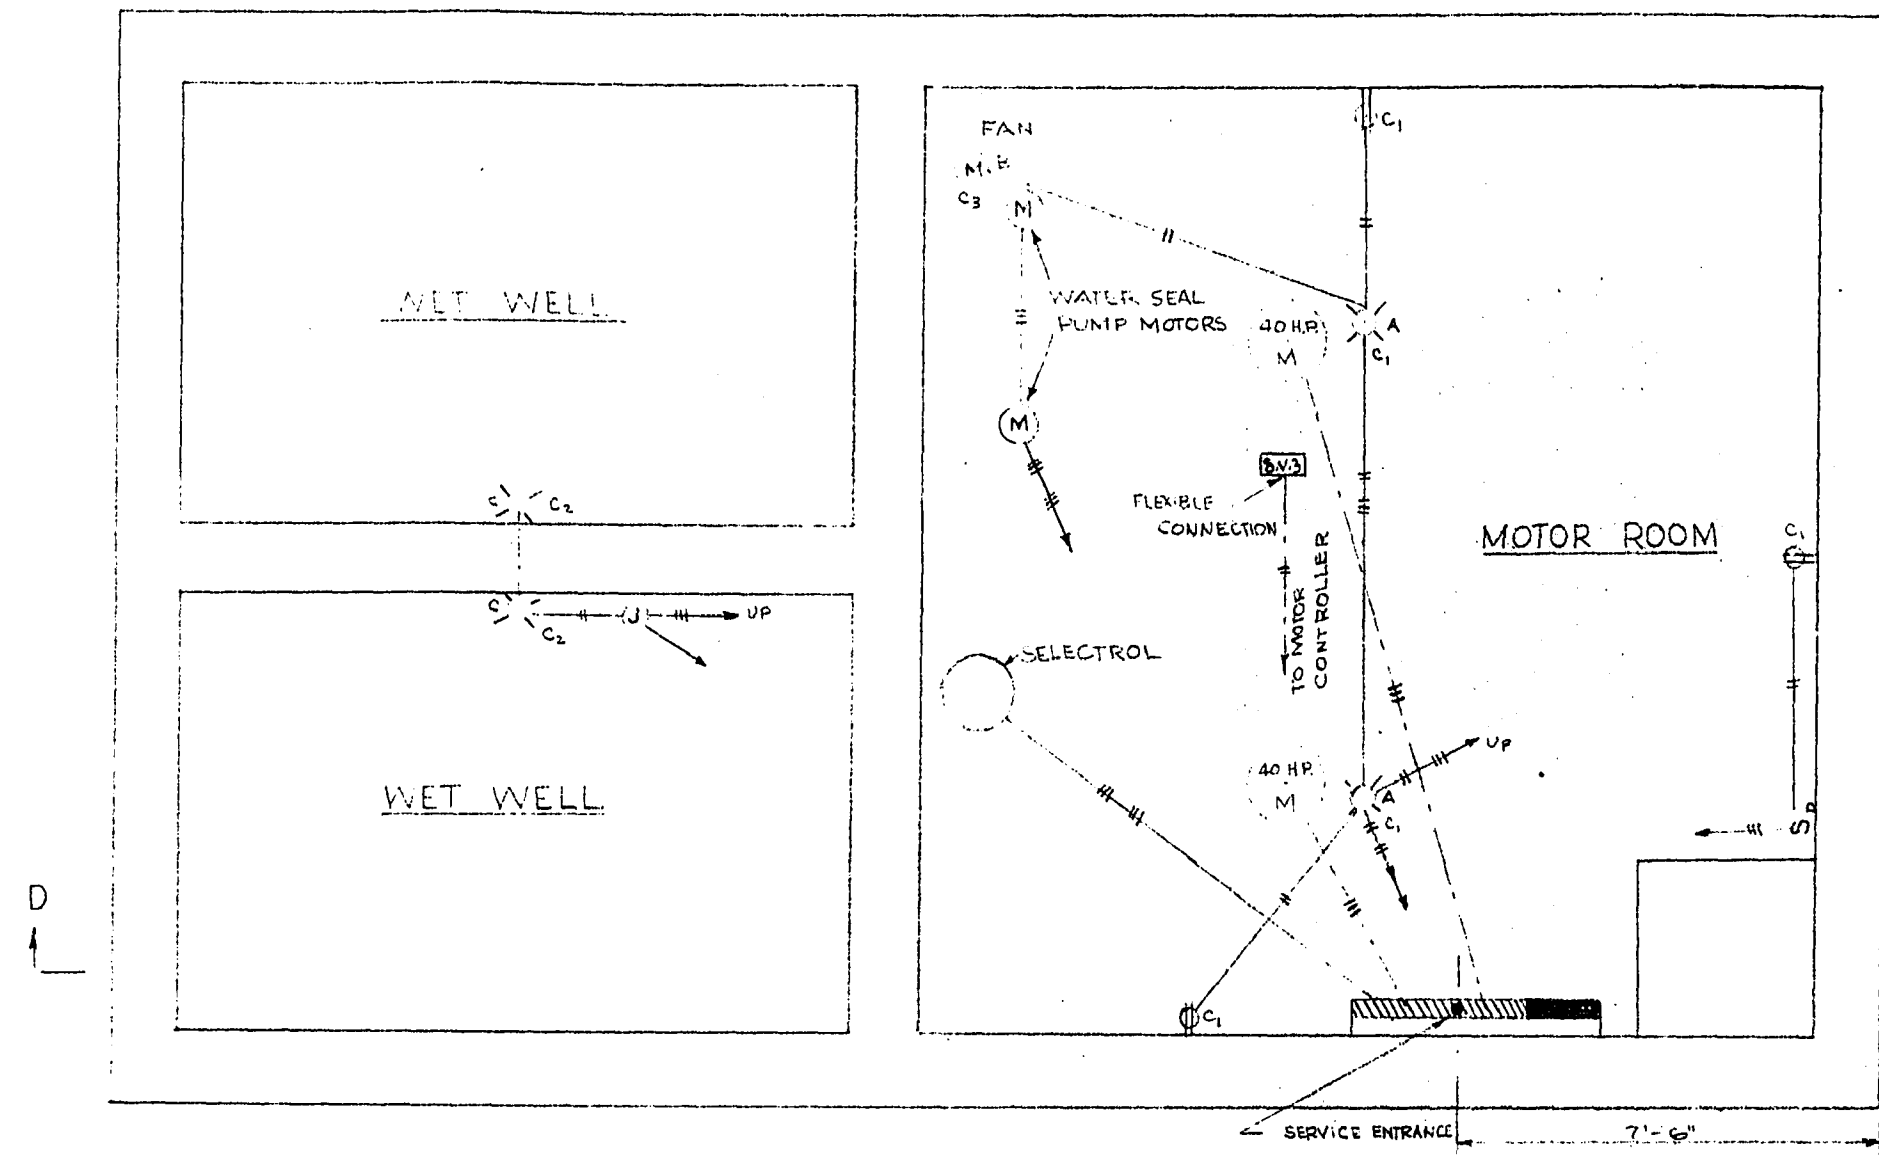 FAN
C1
M.B
C3
M
WET WELL
WATER SEAL
PUMP MOTORS
40 H.P.
M
A
C1
M
S.V.3
C
C2
FLEXIBLE
CONNECTION
MOTOR ROOM
C1
TO MOTOR
CONTROLLER
C
C2
J
UP
SELECTROL
UP
40 H.P.
M
A
A
C1
WET WELL
S
D
C1
SERVICE ENTRANCE
7'-6"